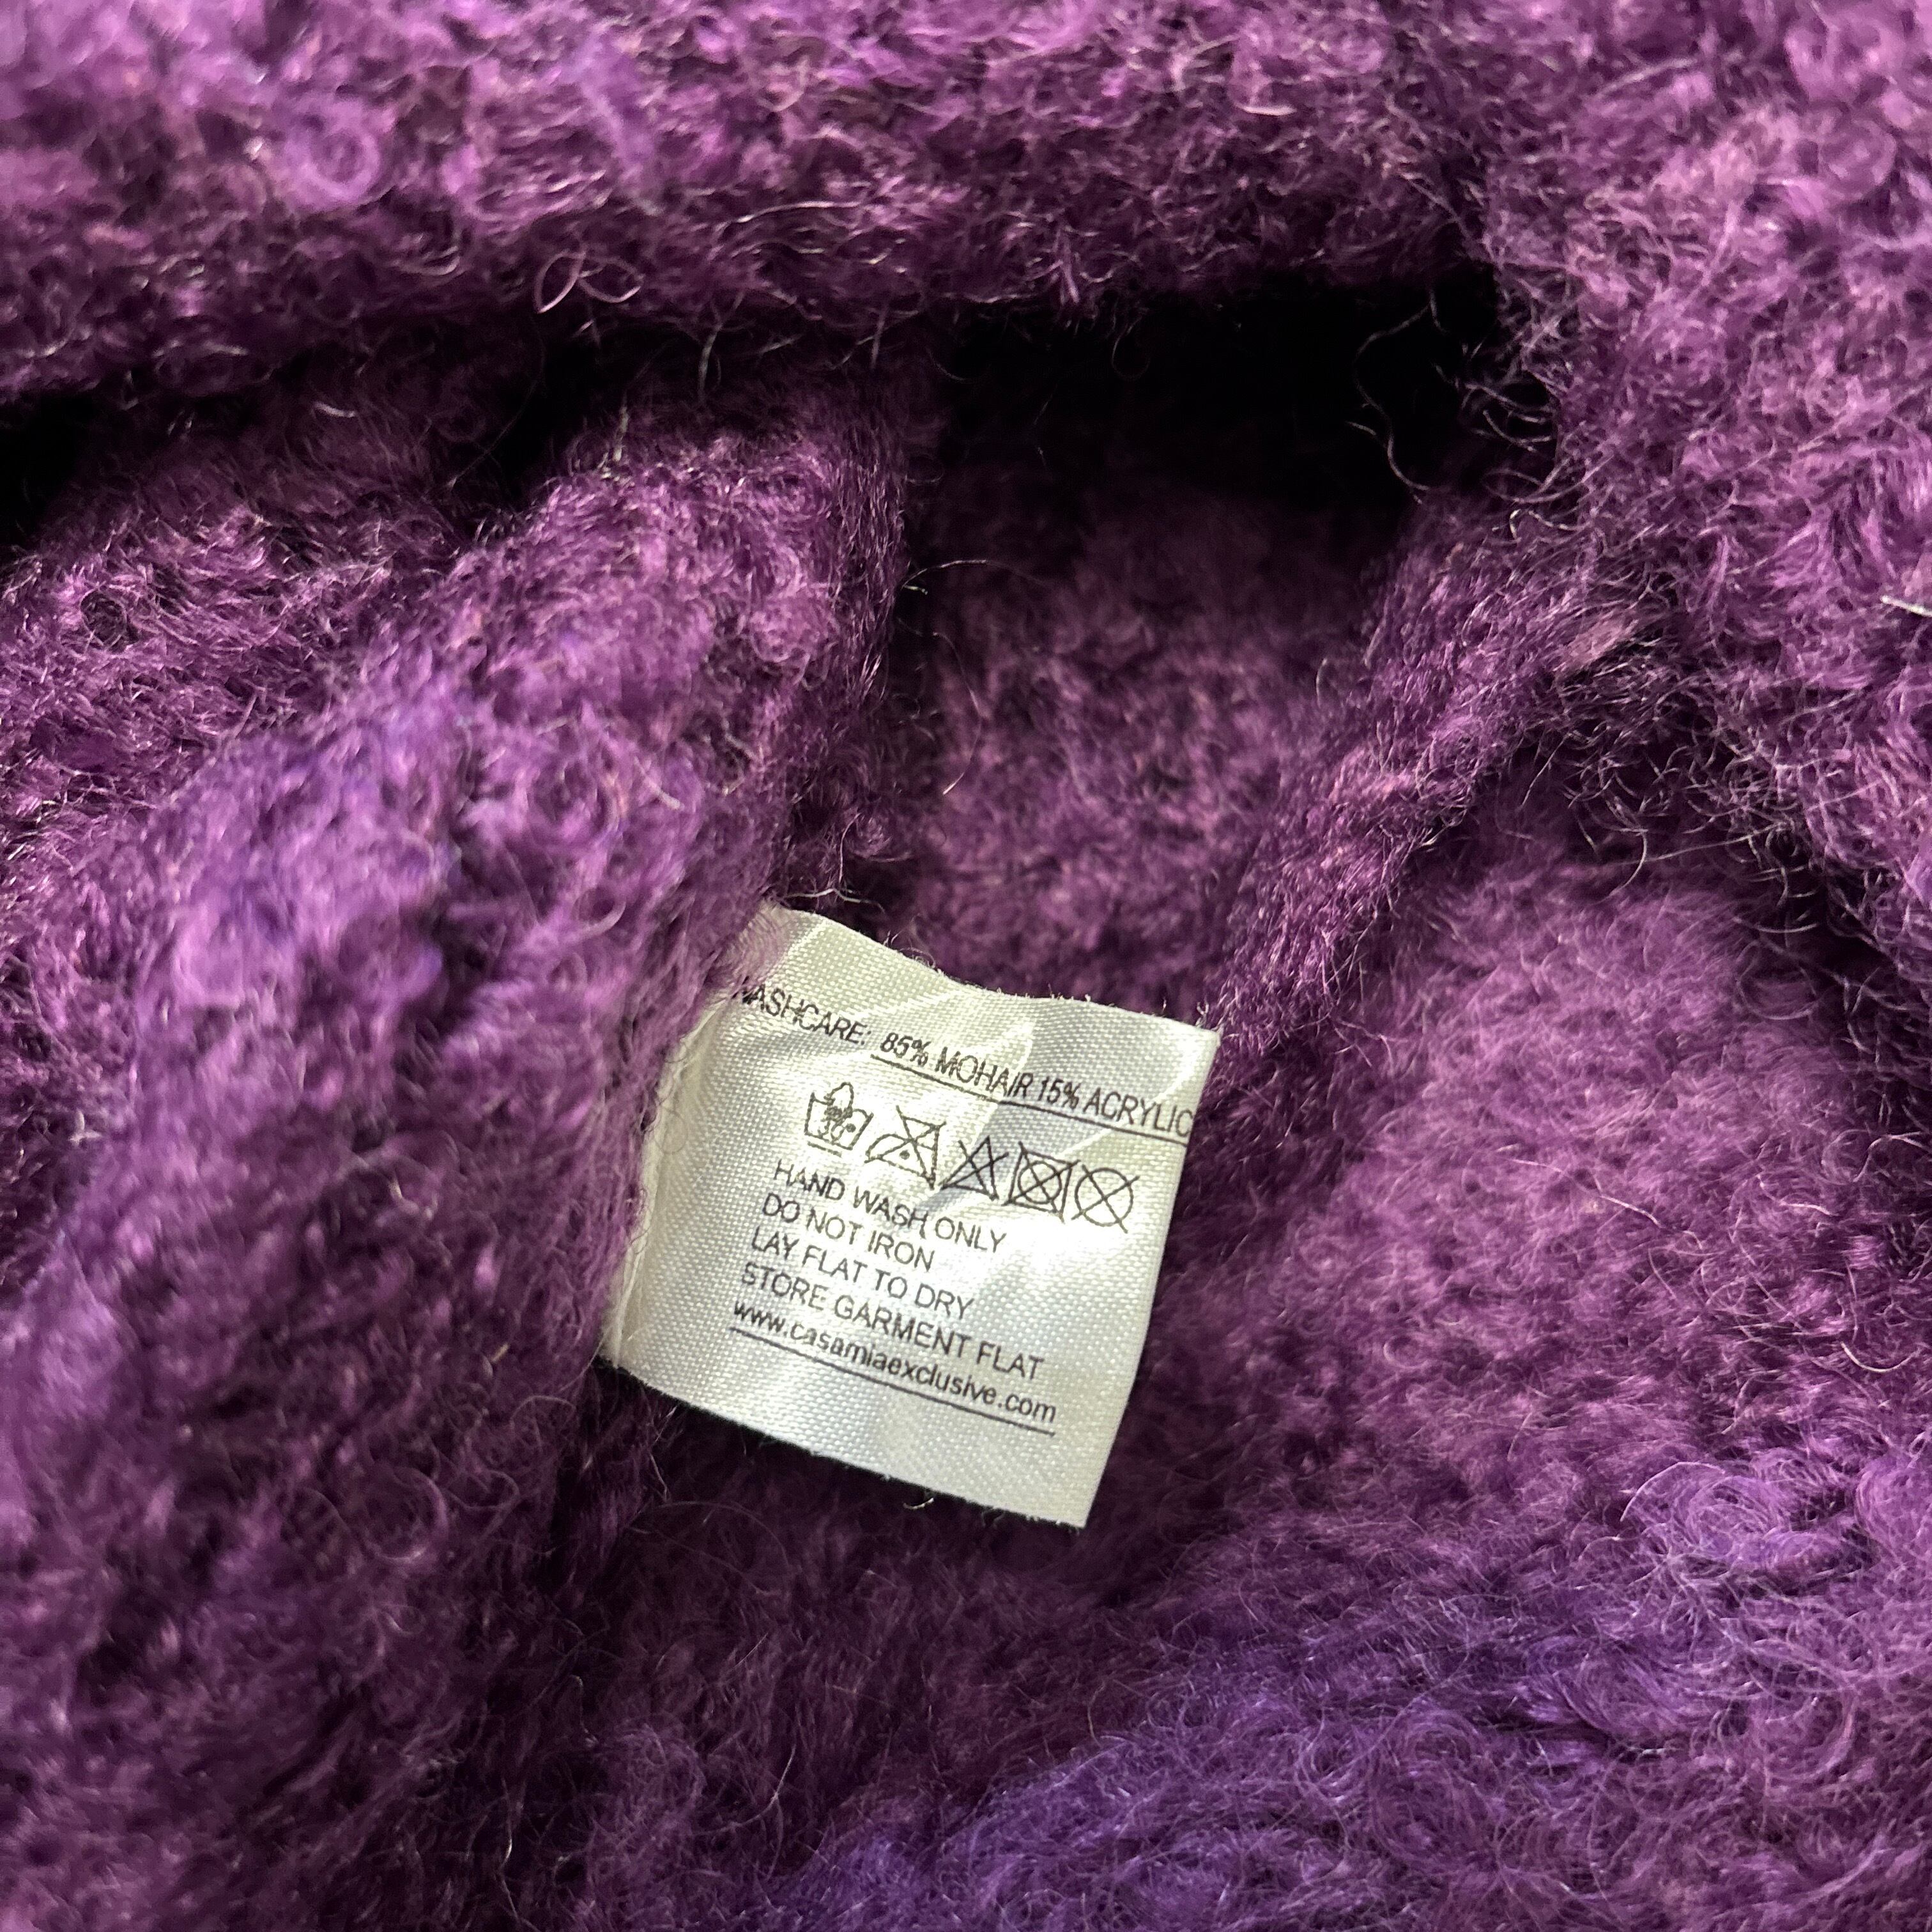 WASHCARE: 85% MOHAIR 15% ACRYLIC
30°
HAND WASH ONLY
DO NOT IRON
LAY FLAT TO DRY
STORE GARMENT FLAT
www.casamiaexclusive.com